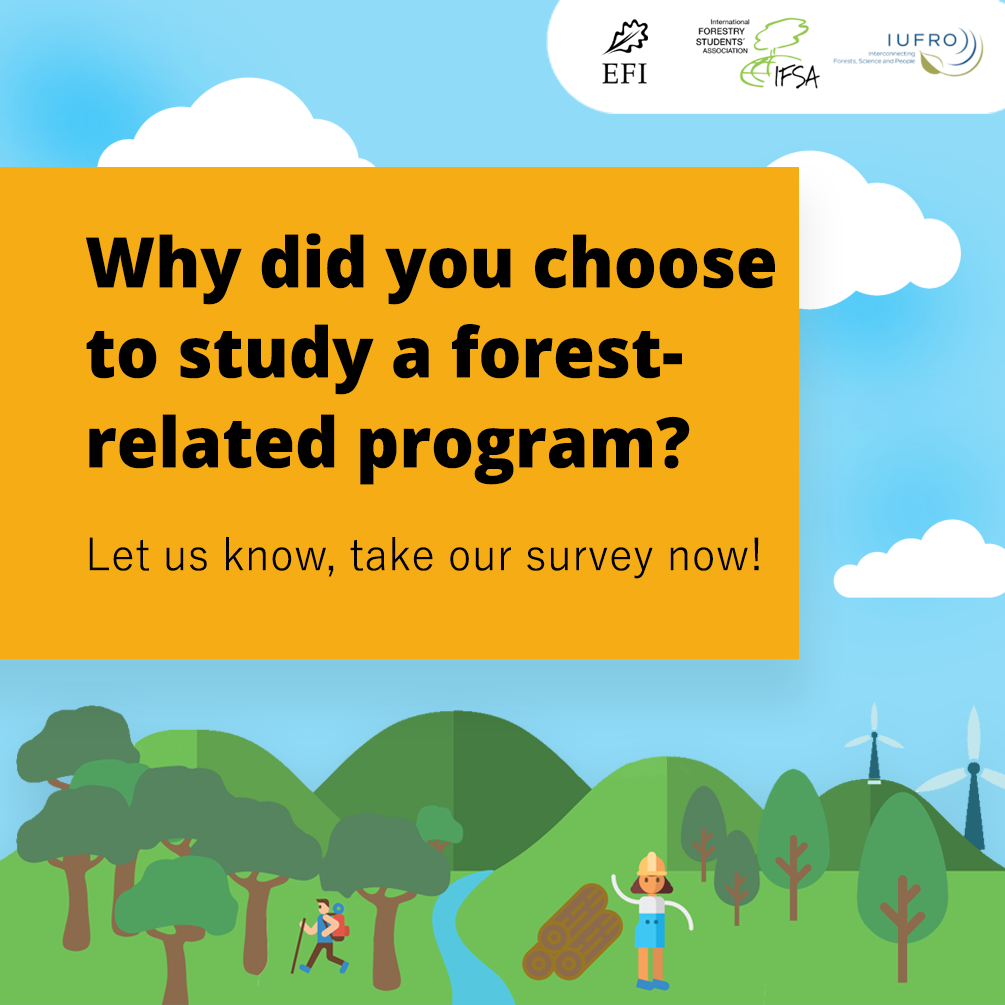 EFI
International
FORESTRY
STUDENTS'
ASSOCIATION
IFSA
IUFRO
Interconnecting
Forests, Science and People
Why did you choose
to study a forest-
related program?
Let us know, take our survey now!